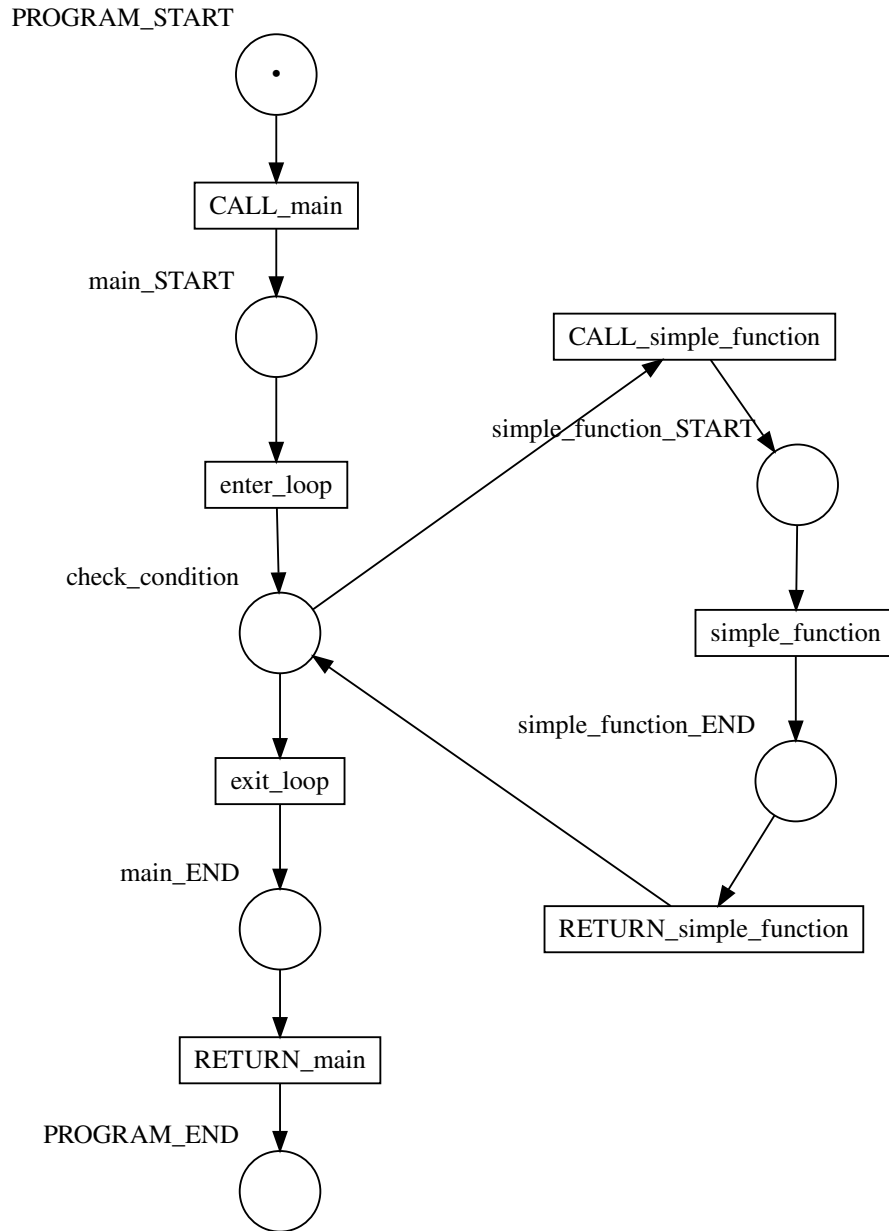 PROGRAM_START
CALL_main
main_START
CALL_simple_function
simple_function_START
enter_loop
check_condition
simple_function
simple_function_END
exit_loop
main_END
RETURN_simple_function
RETURN_main
PROGRAM_END